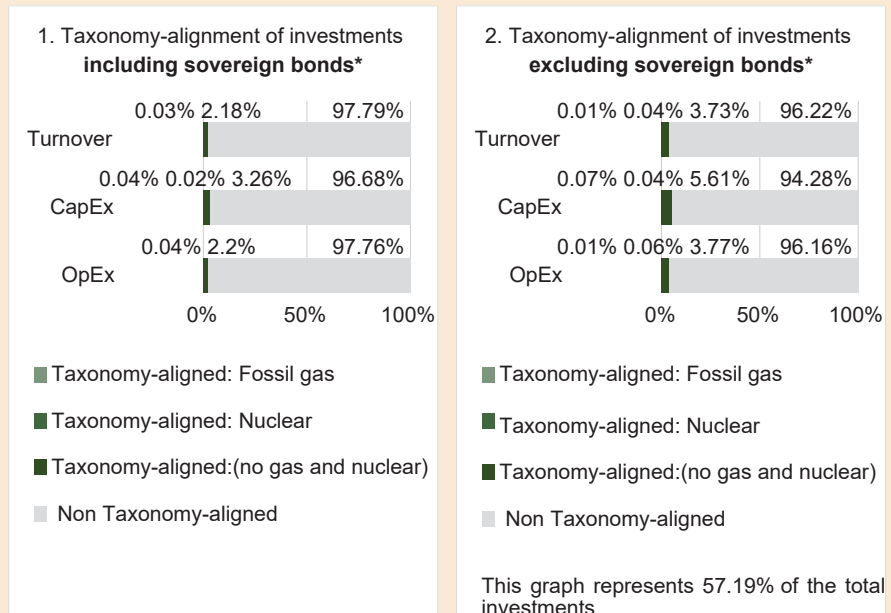 1. Taxonomy-alignment of investments
including sovereign bonds*
0.03% 2.18% 97.79%
Turnover
0.04% 0.02% 3.26% 96.68%
CapEx
0.04% 2.2% 97.76%
OpEx
0% 50% 100%
Taxonomy-aligned: Fossil gas
Taxonomy-aligned: Nuclear
Taxonomy-aligned:(no gas and nuclear)
Non Taxonomy-aligned
2. Taxonomy-alignment of investments
excluding sovereign bonds*
0.01% 0.04% 3.73% 96.22%
Turnover
0.07% 0.04% 5.61% 94.28%
CapEx
0.01% 0.06% 3.77% 96.16%
OpEx
0% 50% 100%
Taxonomy-aligned: Fossil gas
Taxonomy-aligned: Nuclear
Taxonomy-aligned:(no gas and nuclear)
Non Taxonomy-aligned
This graph represents 57.19% of the total
investments